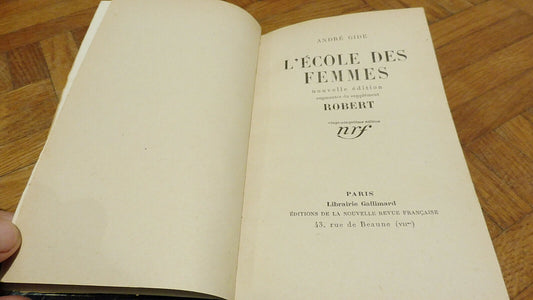 ANDRÉ GIDE
L'ÉCOLE DES
FEMMES
nouvelle édition
augmentée du supplément
ROBERT
édition
nrf
PARIS
Librairie Gallimard
ÉDITIONS DE LA NOUVELLE REVUE FRANÇAISE
43, rue de Beaune (VIIme)